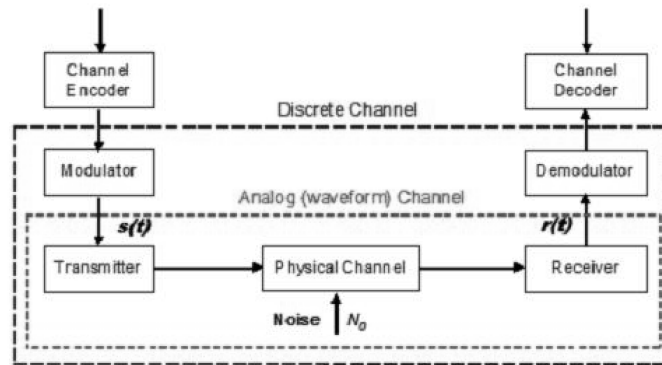 Channel
Encoder
Channel
Decoder
Discrete Channel
Modulator
Demodulator
Analog (waveform) Channel
s(t)
r(t)
Transmitter
Physical Channel
Receiver
Noise N₀